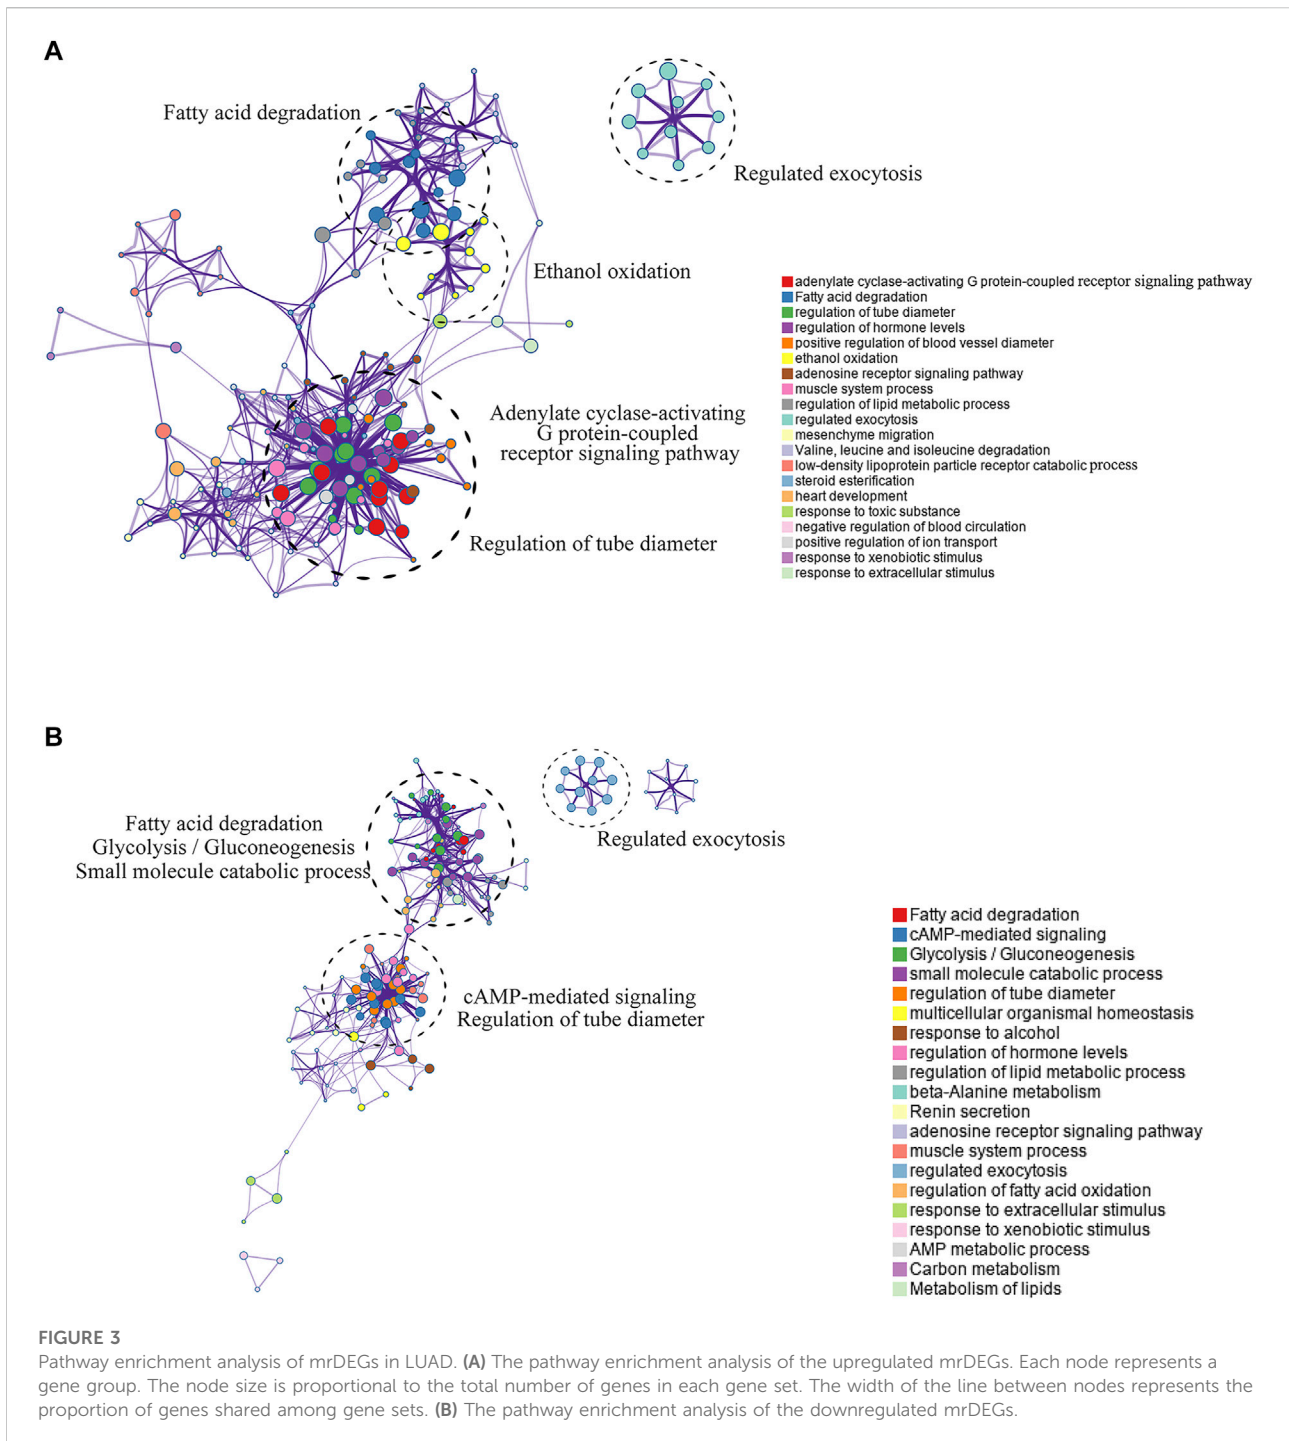 A
Fatty acid degradation
Regulated exocytosis
Ethanol oxidation
Adenylate cyclase-activating
G protein-coupled
receptor signaling pathway
Regulation of tube diameter
adenylate cyclase-activating G protein-coupled receptor signaling pathway
Fatty acid degradation
regulation of tube diameter
regulation of hormone levels
positive regulation of blood vessel diameter
ethanol oxidation
adenosine receptor signaling pathway
muscle system process
regulation of lipid metabolic process
regulated exocytosis
mesenchyme migration
Valine, leucine and isoleucine degradation
low-density lipoprotein particle receptor catabolic process
steroid esterification
heart development
response to toxic substance
negative regulation of blood circulation
positive regulation of ion transport
response to xenobiotic stimulus
response to extracellular stimulus
B
Fatty acid degradation
Glycolysis / Gluconeogenesis
Small molecule catabolic process
Regulated exocytosis
cAMP-mediated signaling
Regulation of tube diameter
Fatty acid degradation
cAMP-mediated signaling
Glycolysis / Gluconeogenesis
small molecule catabolic process
regulation of tube diameter
multicellular organismal homeostasis
response to alcohol
regulation of hormone levels
regulation of lipid metabolic process
beta-Alanine metabolism
Renin secretion
adenosine receptor signaling pathway
muscle system process
regulated exocytosis
regulation of fatty acid oxidation
response to extracellular stimulus
response to xenobiotic stimulus
AMP metabolic process
Carbon metabolism
Metabolism of lipids
FIGURE 3
Pathway enrichment analysis of mrDEGs in LUAD. (A) The pathway enrichment analysis of the upregulated mrDEGs. Each node represents a
gene group. The node size is proportional to the total number of genes in each gene set. The width of the line between nodes represents the
proportion of genes shared among gene sets. (B) The pathway enrichment analysis of the downregulated mrDEGs.